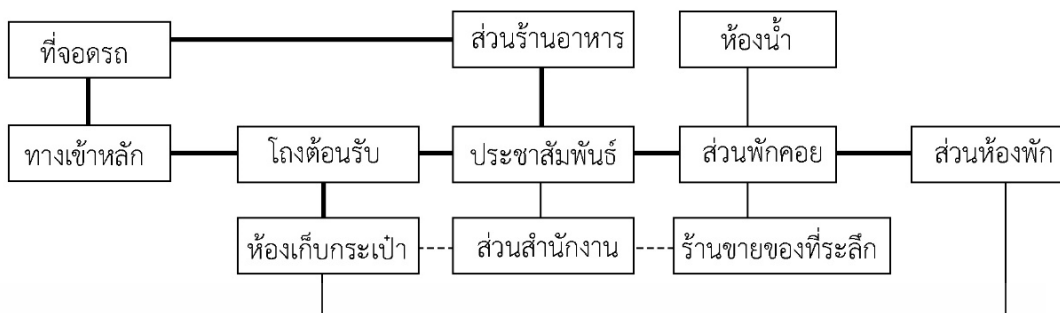 ที่จอดรถ
ส่วนร้านอาหาร
ห้องน้ำ
ทางเข้าหลัก
โถงต้อนรับ
ประชาสัมพันธ์
ส่วนพักคอย
ส่วนห้องพัก
ห้องเก็บกระเป๋า
ส่วนสำนักงาน
ร้านขายของที่ระลึก